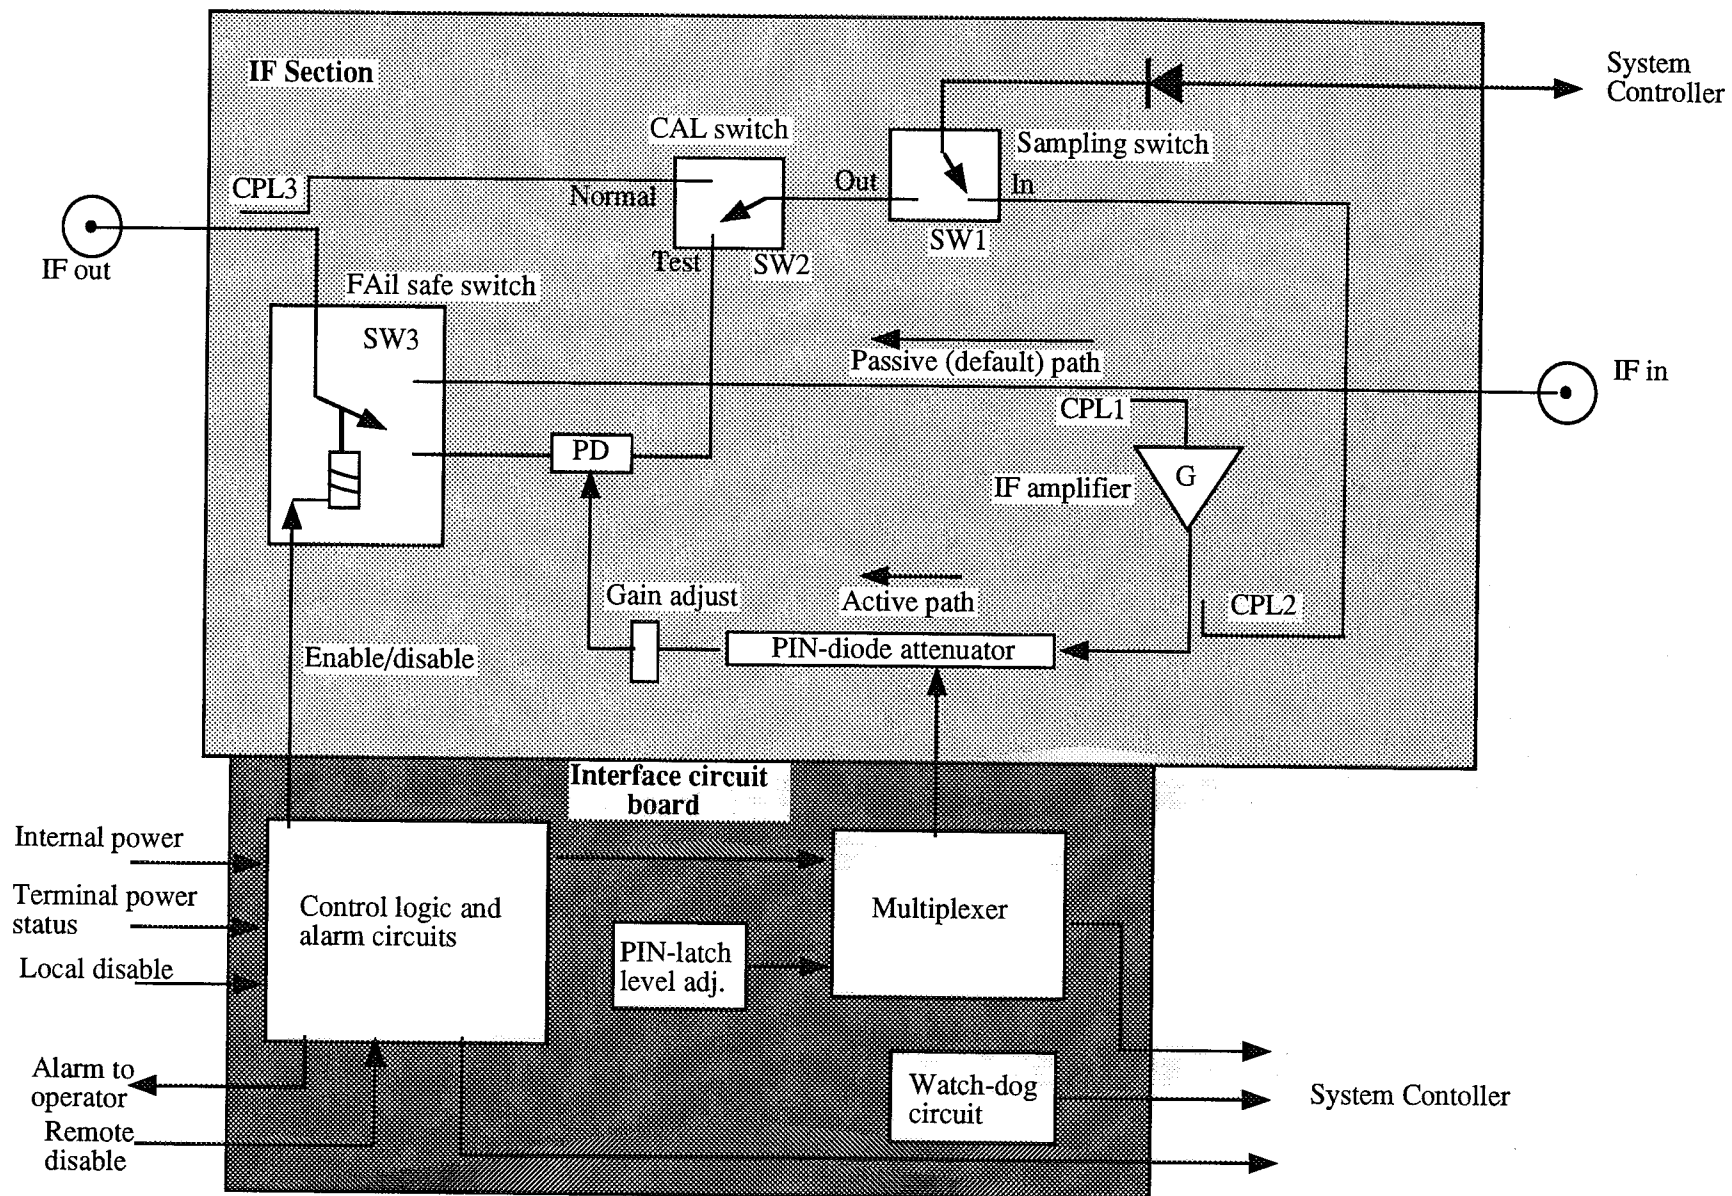 IF Section
System
Controller
CAL switch
Sampling switch
CPL3
Normal
Out
In
SW1
IF out
Test
SW2
FAil safe switch
SW3
Passive (default) path
IF in
CPL1
PD
G
IF amplifier
Gain adjust
Active path
CPL2
PIN-diode attenuator
Enable/disable
Interface circuit
board
Internal power
Terminal power
status
Local disable
Control logic and
alarm circuits
PIN-latch
level adj.
Multiplexer
Alarm to
operator
Remote
disable
Watch-dog
circuit
System Contoller